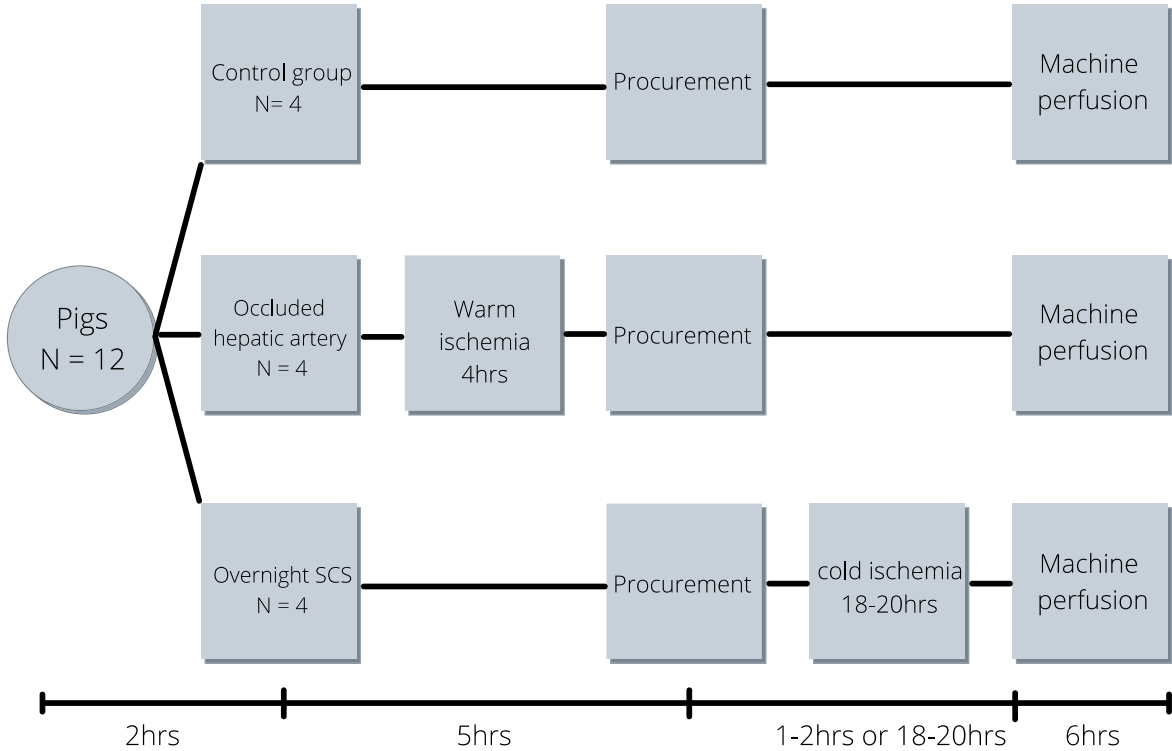 Control group
N= 4
Procurement
Machine
perfusion
Pigs
N = 12
Occluded
hepatic artery
N = 4
Warm
ischemia
4hrs
Procurement
Machine
perfusion
Overnight SCS
N = 4
Procurement
cold ischemia
18-20hrs
Machine
perfusion
2hrs
5hrs
1-2hrs or 18-20hrs
6hrs